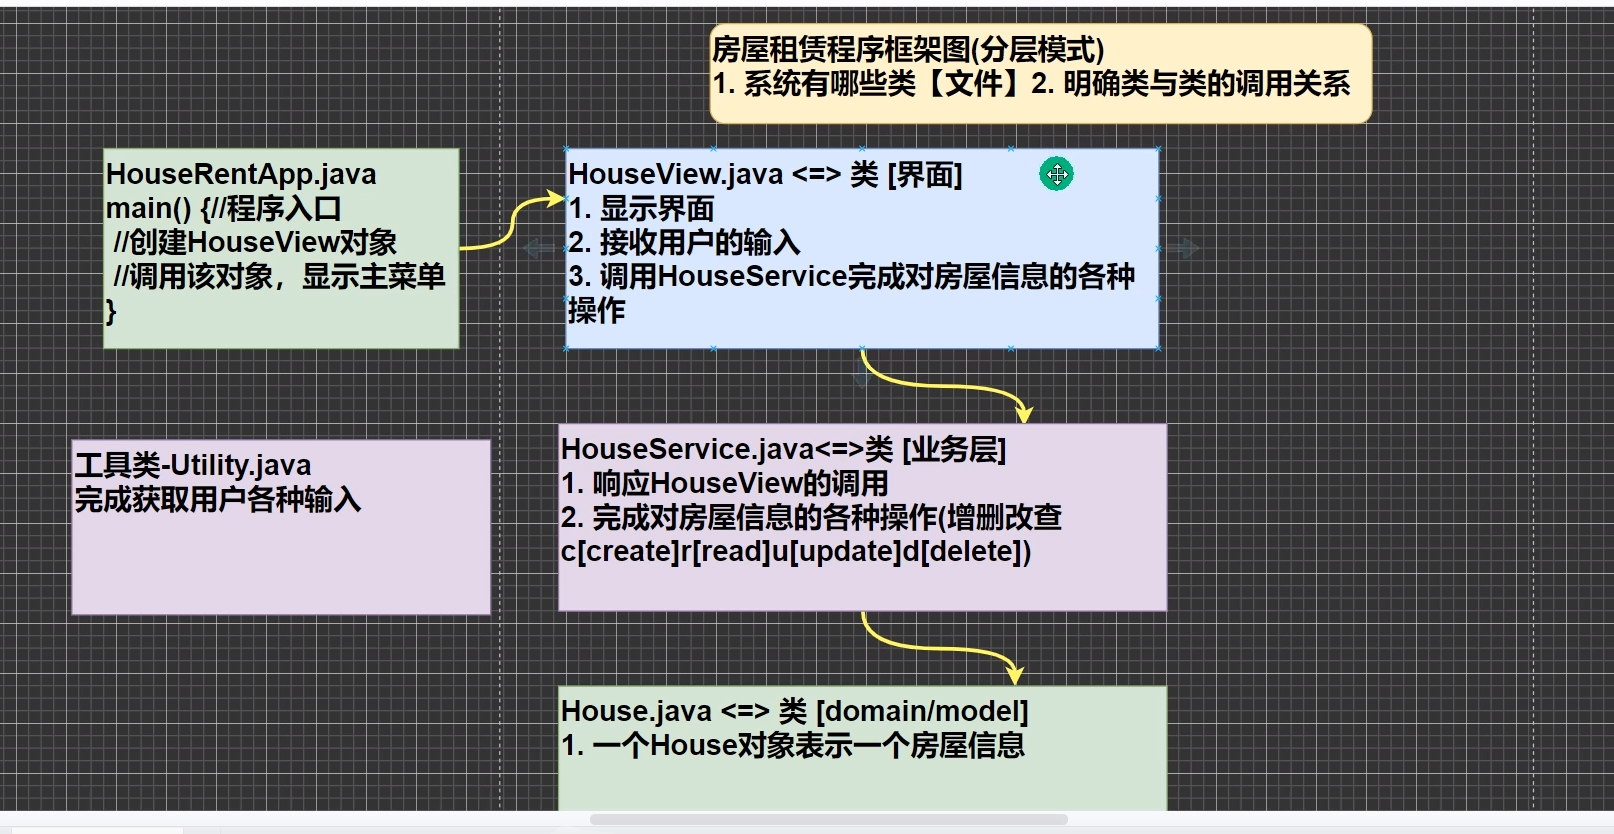 房屋租赁程序框架图(分层模式)
1. 系统有哪些类【文件】2. 明确类与类的调用关系
HouseRentApp.java
main() {//程序入口
//创建HouseView对象
//调用该对象，显示主菜单
}
HouseView.java <=> 类 [界面]
1. 显示界面
2. 接收用户的输入
3. 调用HouseService完成对房屋信息的各种
操作
工具类-Utility.java
完成获取用户各种输入
HouseService.java<=>类 [业务层]
1. 响应HouseView的调用
2. 完成对房屋信息的各种操作(增删改查
c[create]r[read]u[update]d[delete])
House.java <=> 类 [domain/model]
1. 一个House对象表示一个房屋信息